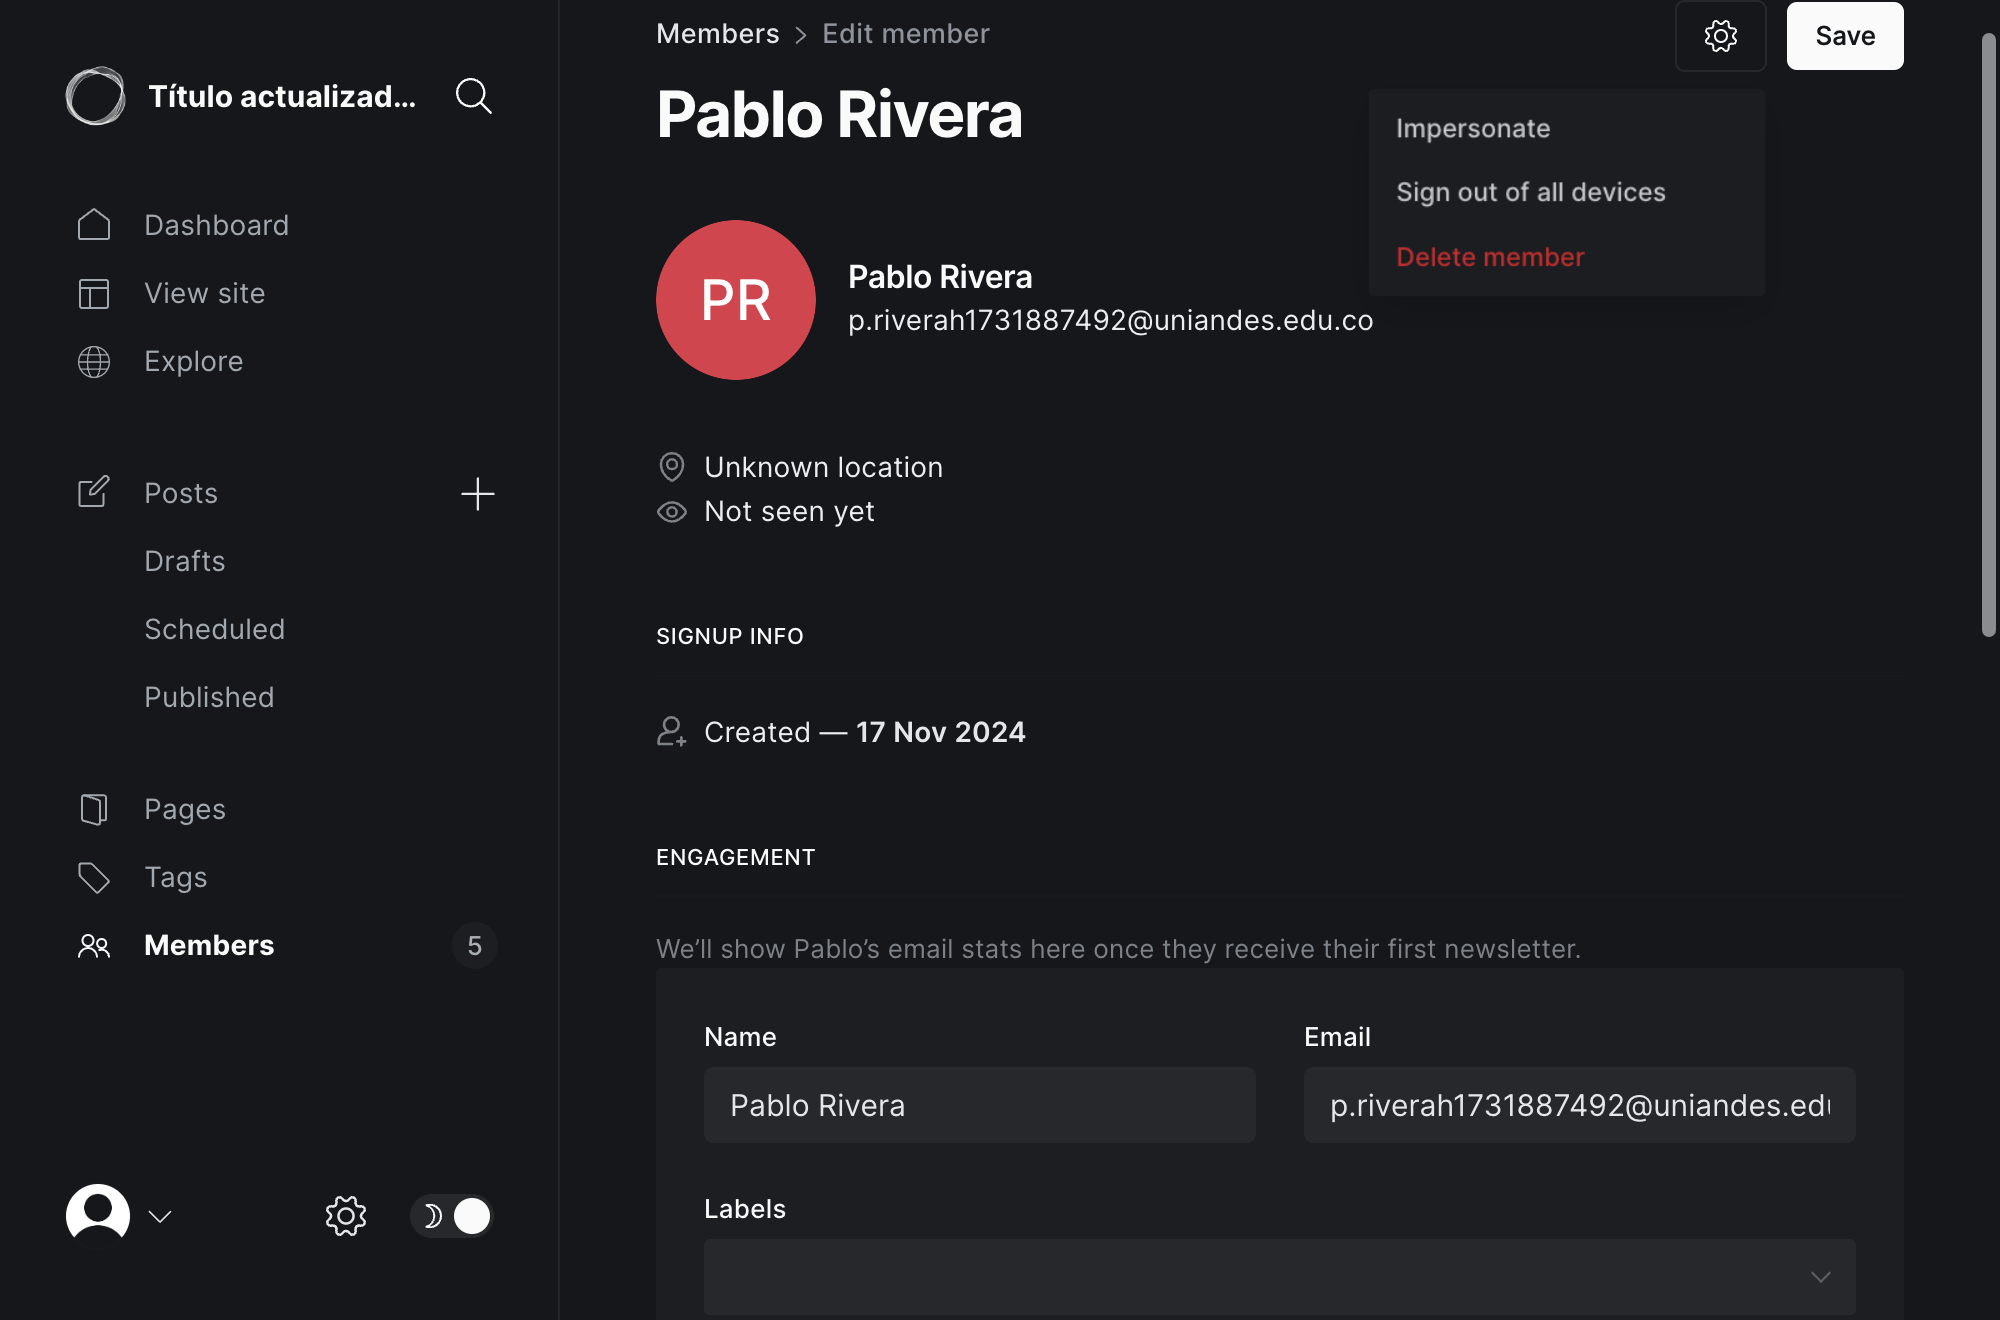 Título actualizad...
Dashboard
View site
Explore
Posts
Drafts
Scheduled
Published
Pages
Tags
Members
5
Members > Edit member
Save
Pablo Rivera
Impersonate
Sign out of all devices
Delete member
PR
Pablo Rivera
p.riverah1731887492@uniandes.edu.co
Unknown location
Not seen yet
SIGNUP INFO
Created — 17 Nov 2024
ENGAGEMENT
We’ll show Pablo’s email stats here once they receive their first newsletter.
Name
Email
Pablo Rivera
p.riverah1731887492@uniandes.edu
Labels